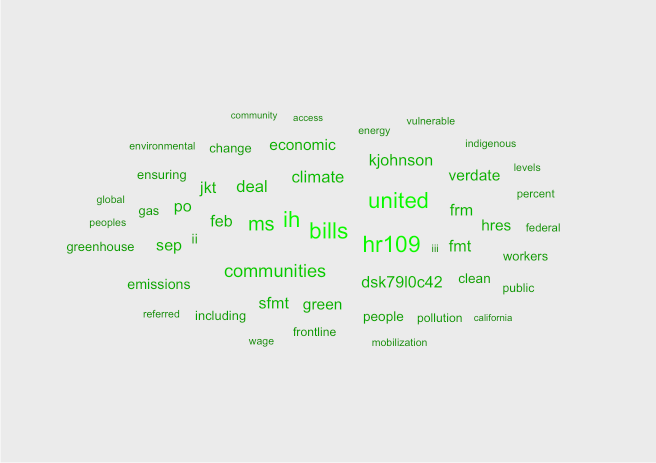 community access vulnerable
energy
environmental change economic indigenous
kjohnson
ensuring climate verdate levels
jkt deal percent
global gas po united frm
peoples feb ms ih bills hres federal
greenhouse sep ii hr109 iii fmt workers
communities
emissions dsk79l0c42 clean public
sfmt green
referred including people pollution california
frontline
wage mobilization